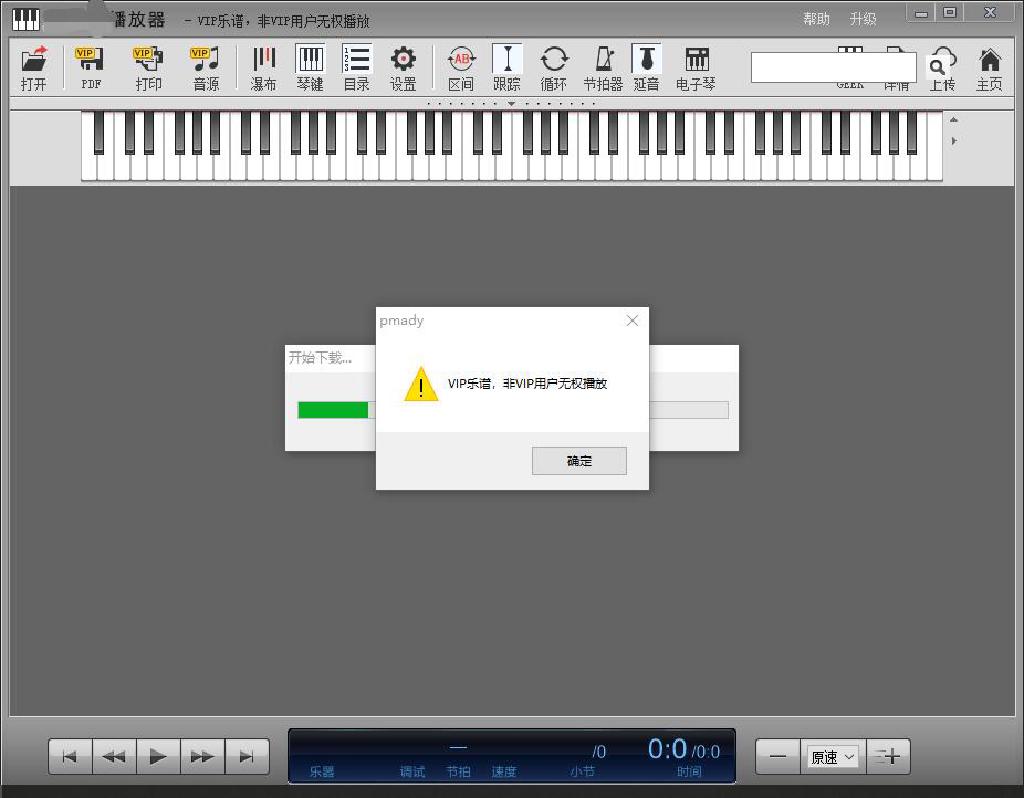 播放器 - VIP乐谱，非VIP用户无权播放
帮助 升级
VIP VIP VIP
AB
打开 PDF 打印 音源 瀑布 琴键 目录 设置 区间 跟踪 循环 节拍器 延音 电子琴 上传 主页
pmady
开始下载...
VIP乐谱，非VIP用户无权播放
确定
— /0 0:0 /0:0
乐器 调试 节拍 速度 小节 时间
原速